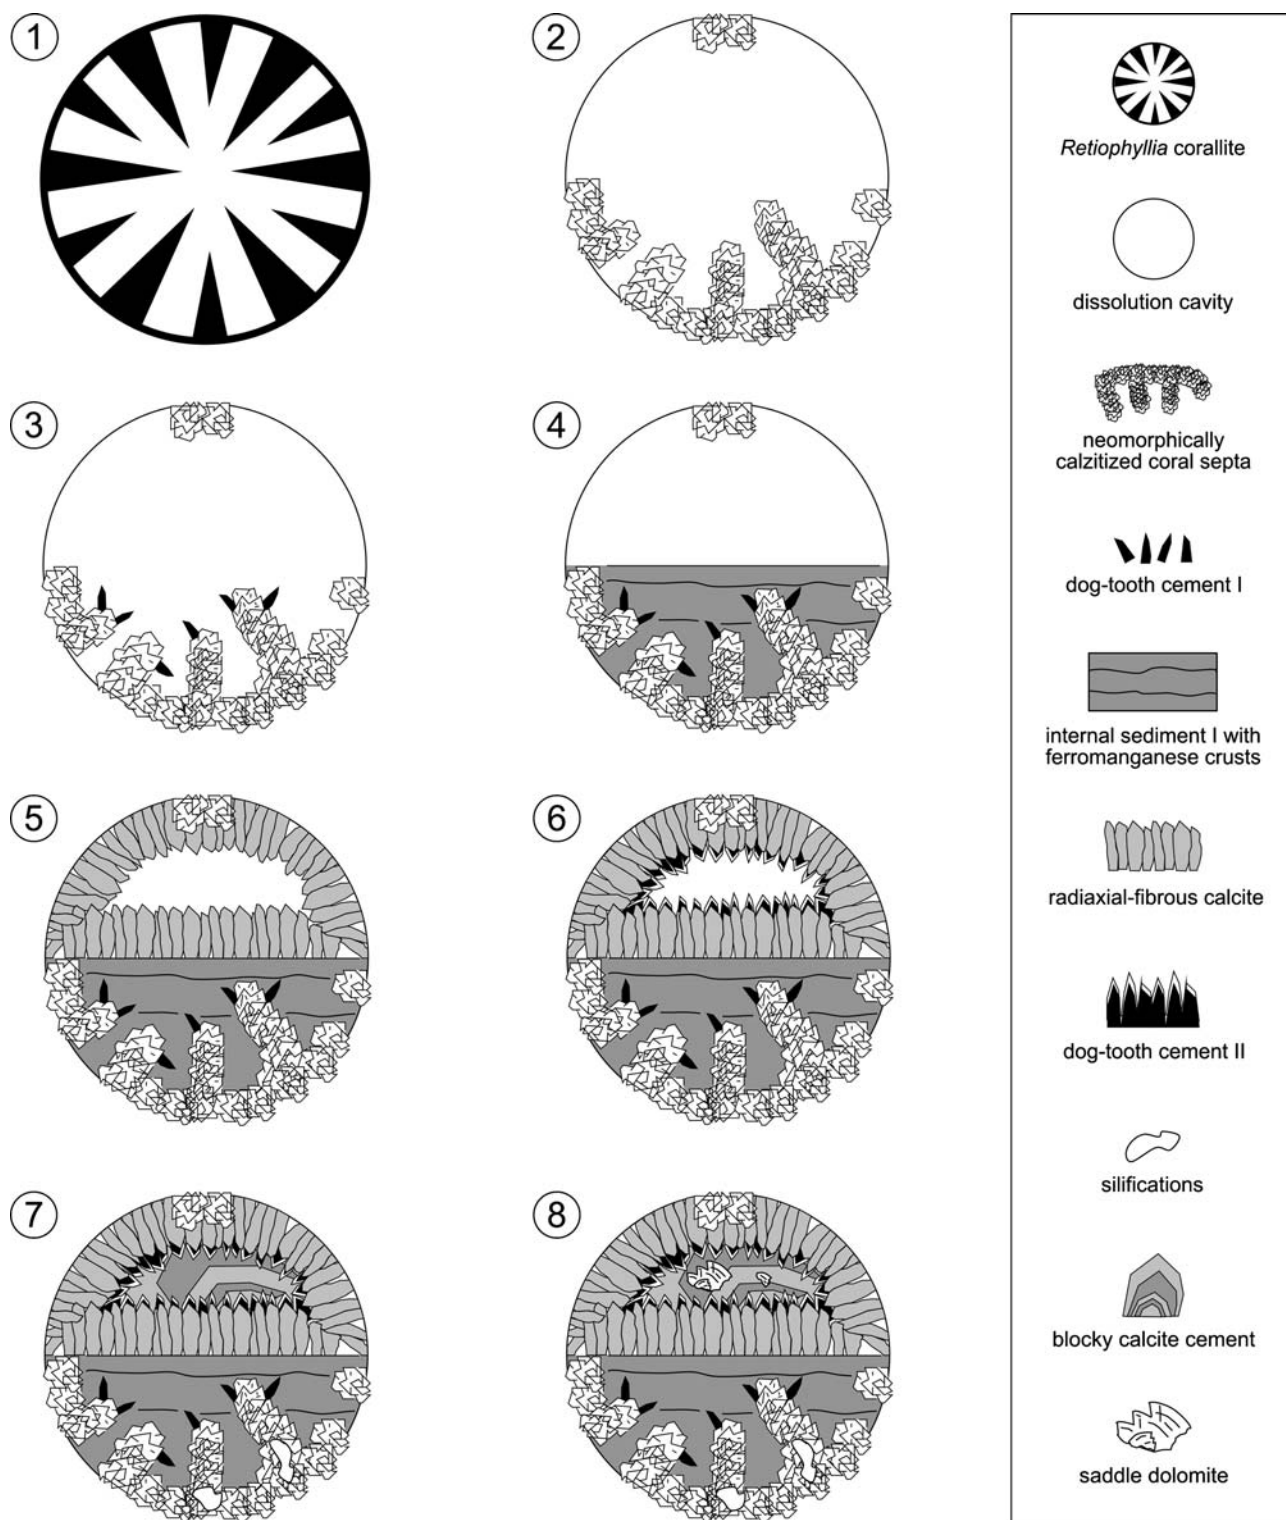 1
2
3
4
5
6
7
8
Retiophyllia corallite
dissolution cavity
neomorphically
calzitized coral septa
dog-tooth cement I
internal sediment I with
ferromanganese crusts
radiaxial-fibrous calcite
dog-tooth cement II
silifications
blocky calcite cement
saddle dolomite